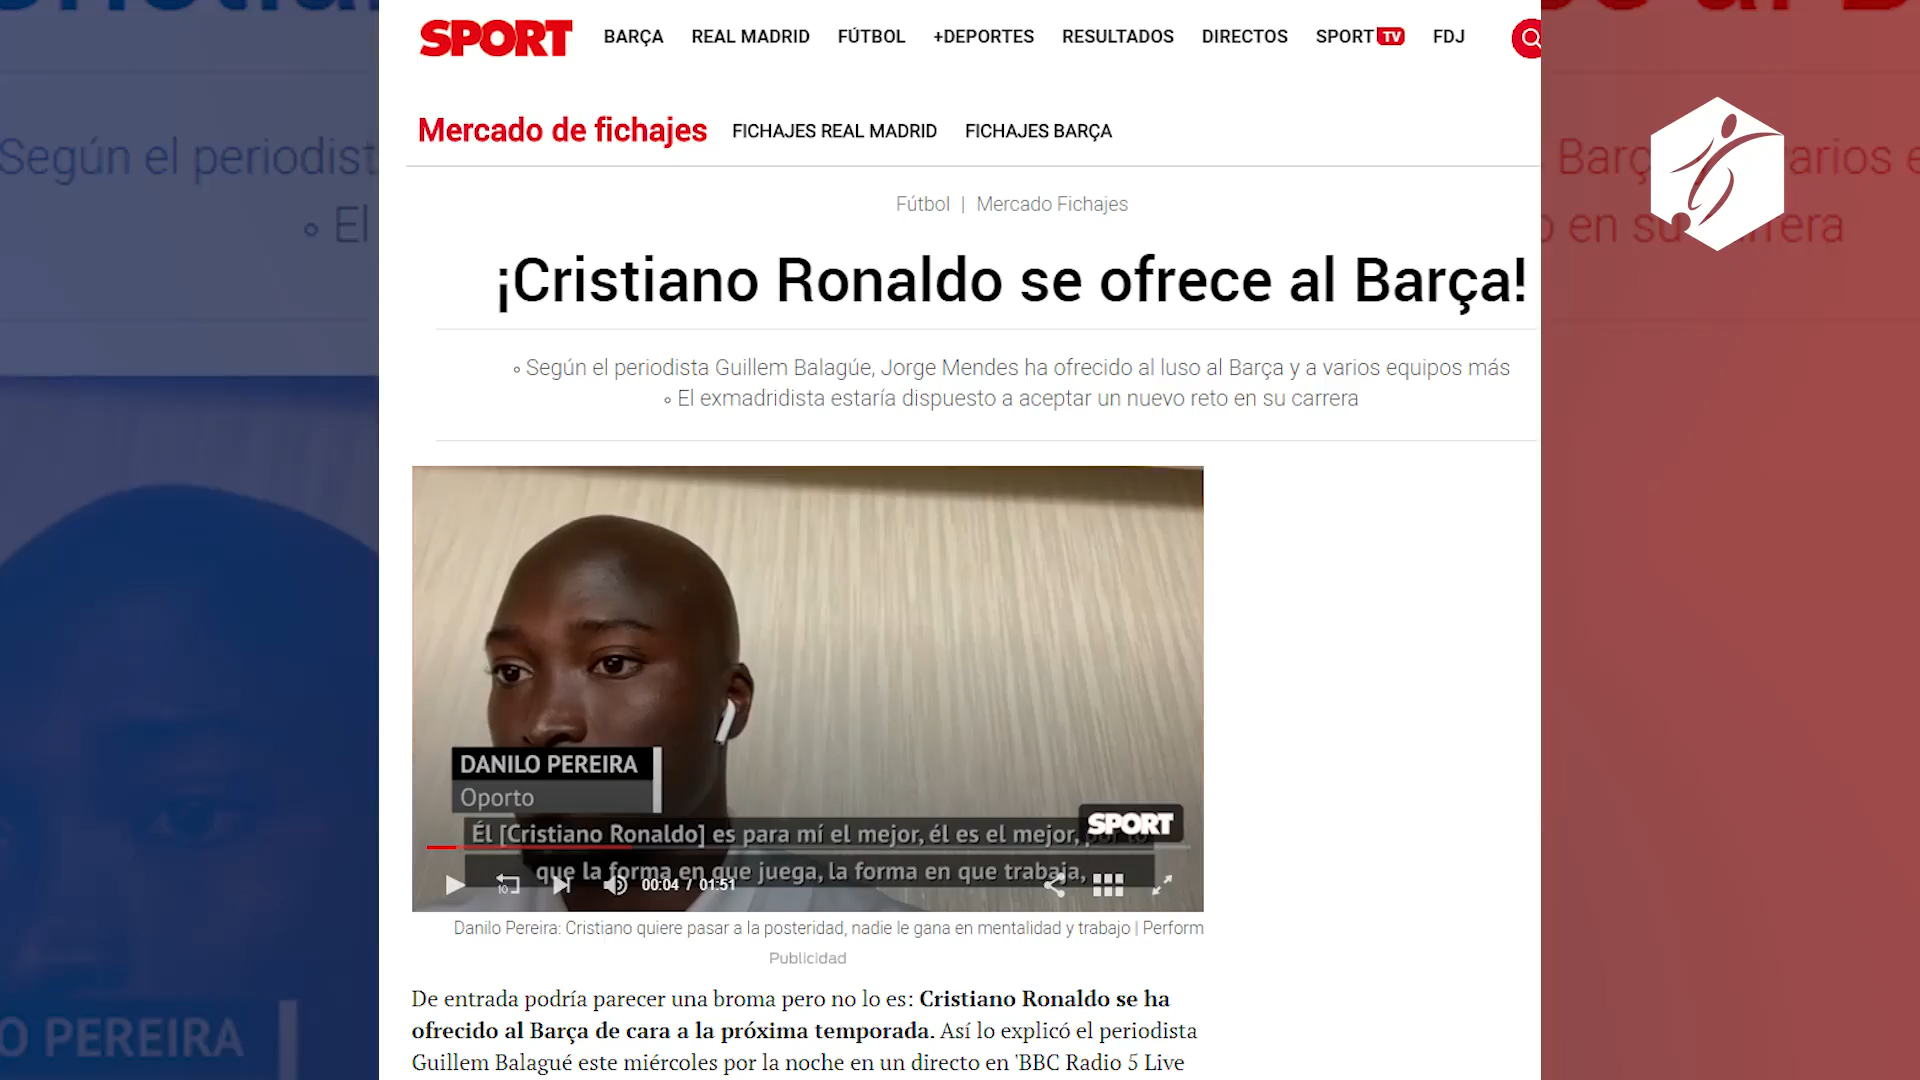 SPORT BARÇA REAL MADRID FÚTBOL +DEPORTES RESULTADOS DIRECTOS SPORT TV FDJ
Mercado de fichajes FICHAJES REAL MADRID FICHAJES BARÇA
Fútbol | Mercado Fichajes
¡Cristiano Ronaldo se ofrece al Barça!
Según el periodist
Barç
arios e
◦ Según el periodista Guillem Balagúe, Jorge Mendes ha ofrecido al luso al Barça y a varios equipos más
◦ El
en su
rrera
◦ El exmadridista estaría dispuesto a aceptar un nuevo reto en su carrera
DANILO PEREIRA
Oporto
SPORT
Él [Cristiano Ronaldo] es para mí el mejor, él es el mejor,
que la forma en que juega, la forma en que trabaja,
10 00:04 / 01:51
Danilo Pereira: Cristiano quiere pasar a la posteridad, nadie le gana en mentalidad y trabajo | Perform
Publicidad
De entrada podría parecer una broma pero no lo es: Cristiano Ronaldo se ha
ofrecido al Barça de cara a la próxima temporada. Así lo explicó el periodista
Guillem Balagué este miércoles por la noche en un directo en 'BBC Radio 5 Live
O PEREIRA